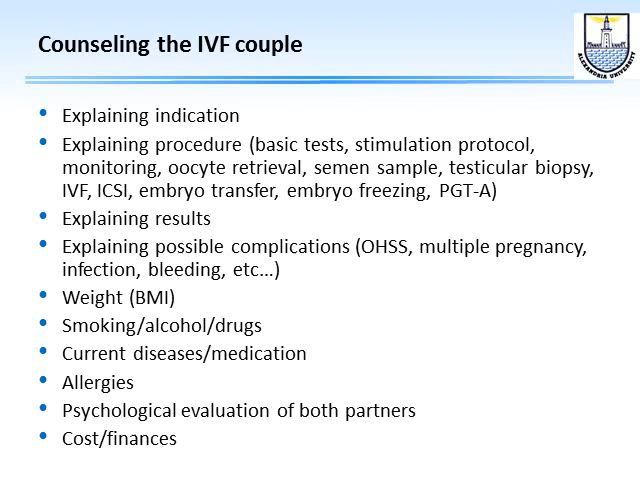 Counseling the IVF couple
ALEXANDRIA UNIVERSITY
• Explaining indication
• Explaining procedure (basic tests, stimulation protocol,
monitoring, oocyte retrieval, semen sample, testicular biopsy,
IVF, ICSI, embryo transfer, embryo freezing, PGT-A)
• Explaining results
• Explaining possible complications (OHSS, multiple pregnancy,
infection, bleeding, etc...)
• Weight (BMI)
• Smoking/alcohol/drugs
• Current diseases/medication
• Allergies
• Psychological evaluation of both partners
• Cost/finances